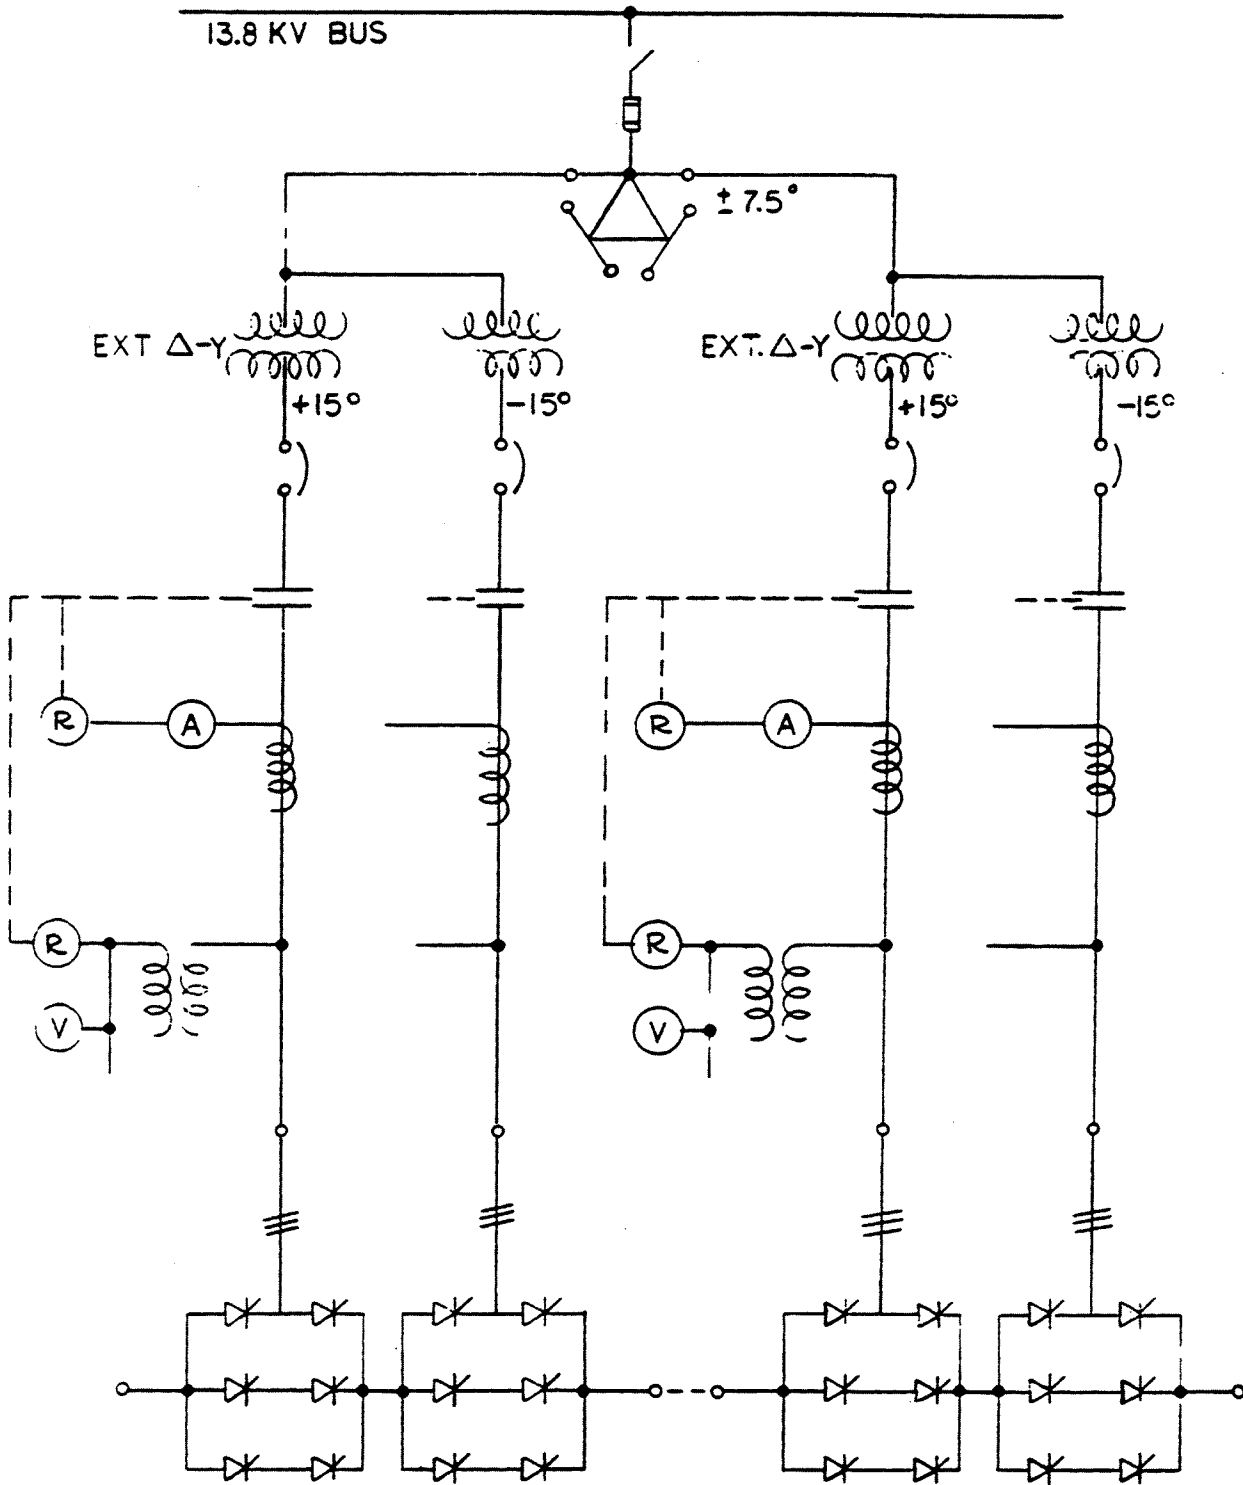 13.8 KV BUS
± 7.5°
EXT Δ-Y
+15°
-15°
EXT. Δ-Y
+15°
-15°
R
A
R
A
R
V
R
V